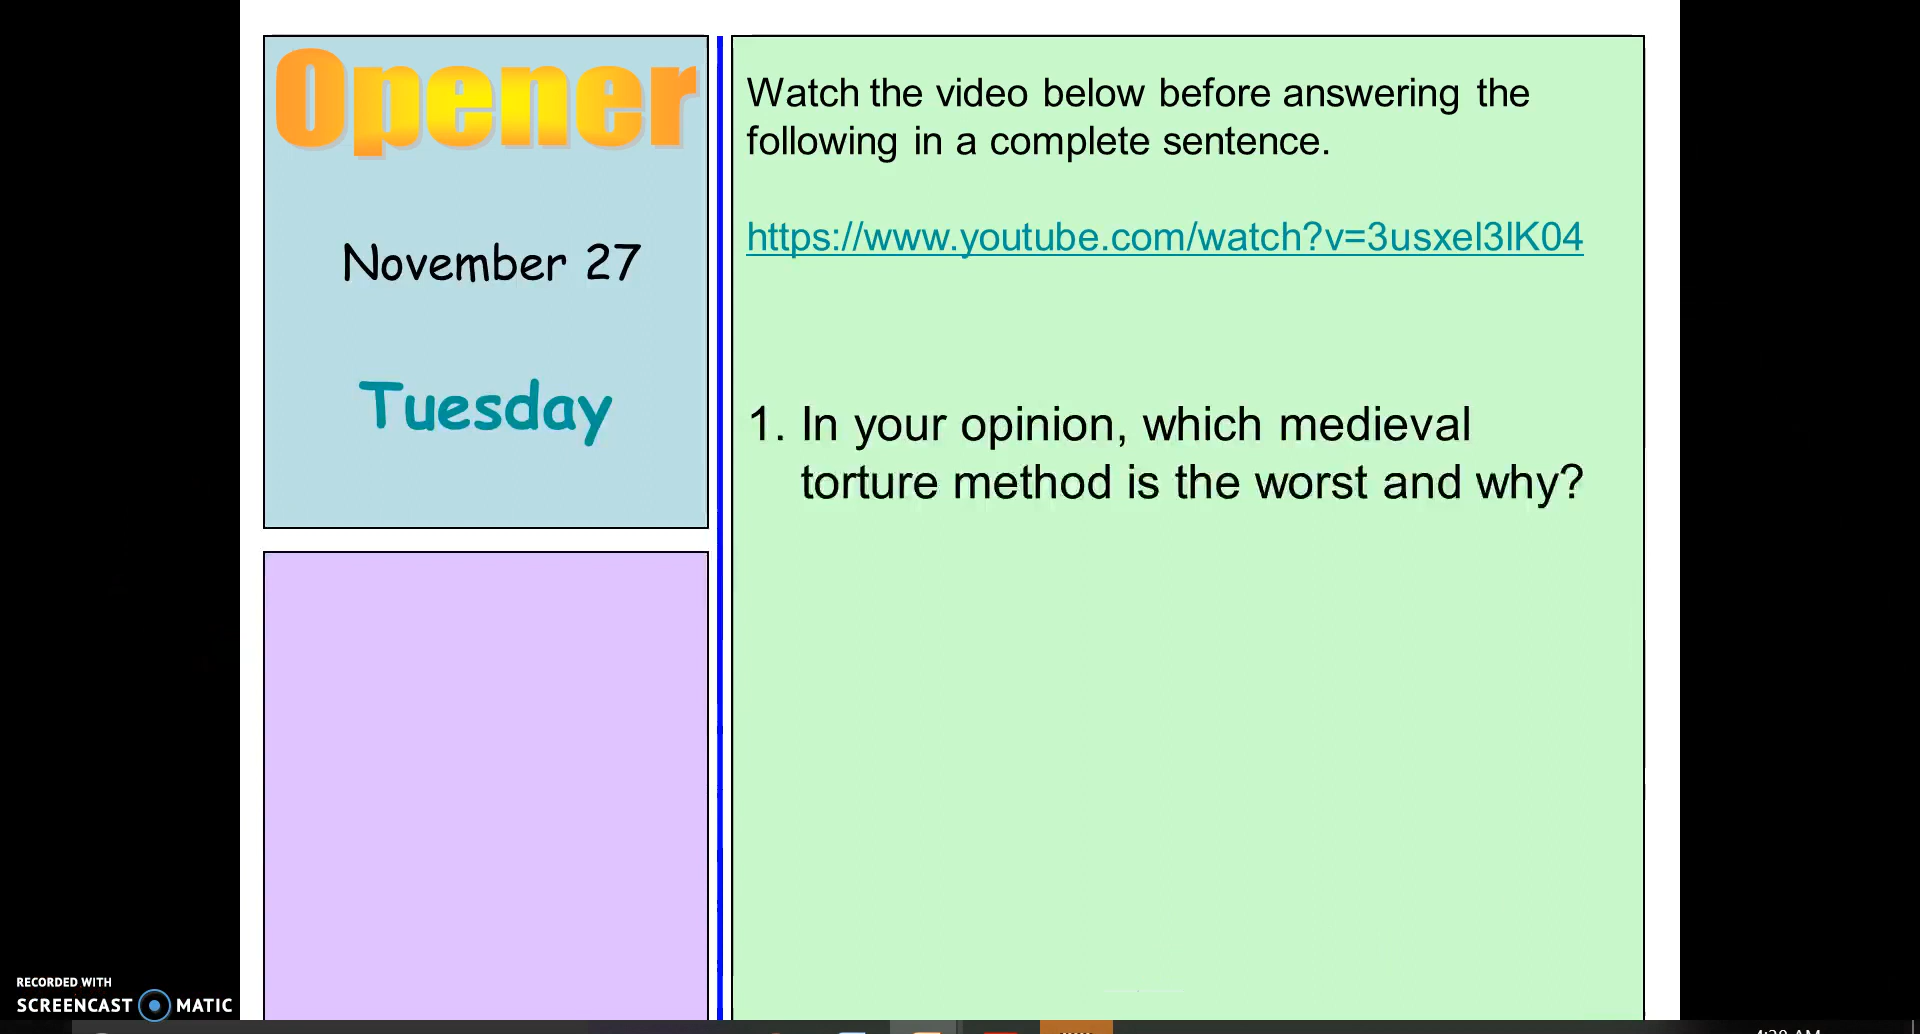 Opener
November 27
Tuesday
Watch the video below before answering the
following in a complete sentence.
https://www.youtube.com/watch?v=3usxel3lK04
1. In your opinion, which medieval
torture method is the worst and why?
RECORDED WITH
SCREENCAST MATIC